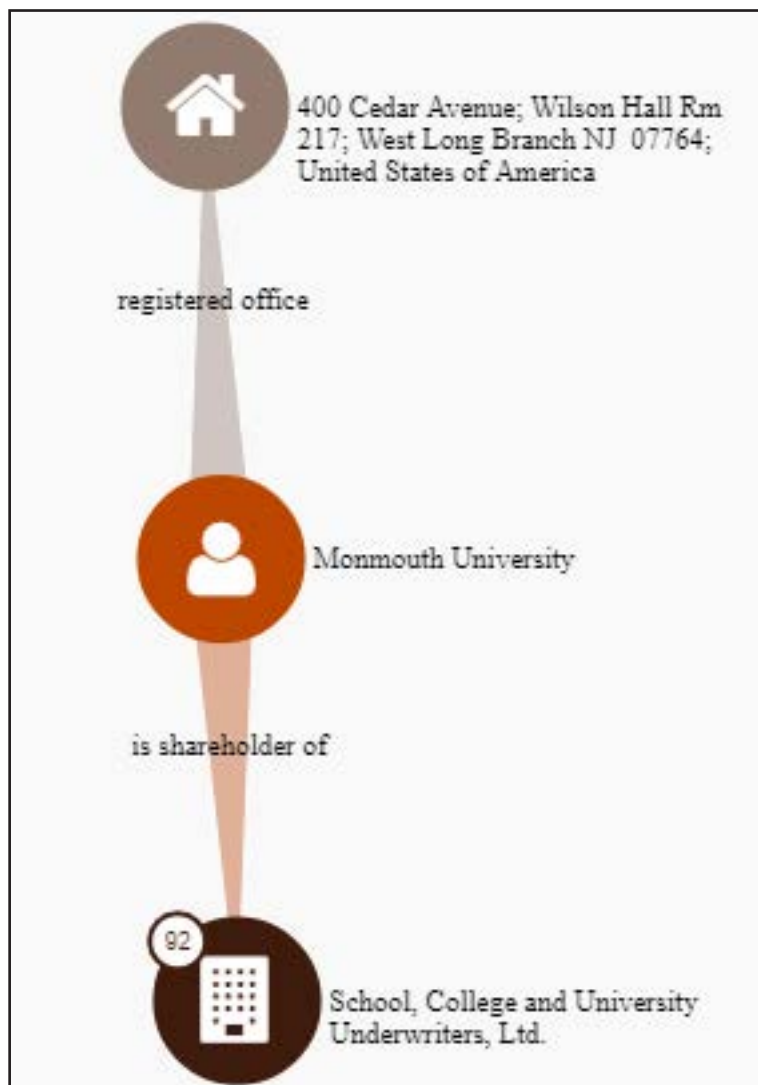 400 Cedar Avenue; Wilson Hall Rm
217; West Long Branch NJ  07764;
United States of America
registered office
Monmouth University
is shareholder of
92
School, College and University
Underwriters, Ltd.